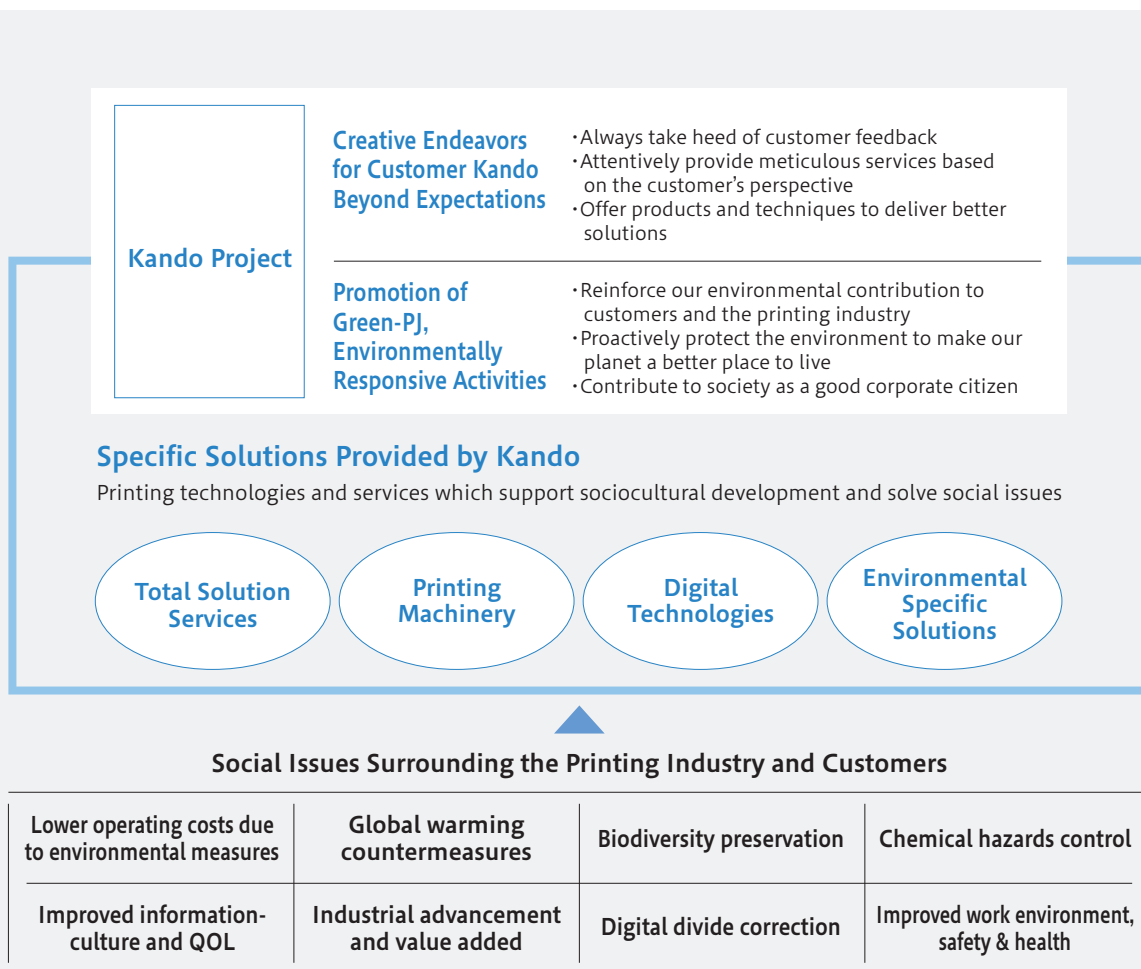 Kando Project
Creative Endeavors
for Customer Kando
Beyond Expectations
・Always take heed of customer feedback
・Attentively provide meticulous services based
on the customer's perspective
・Offer products and techniques to deliver better
solutions
Promotion of
Green-PJ,
Environmentally
Responsive Activities
・Reinforce our environmental contribution to
customers and the printing industry
・Proactively protect the environment to make our
planet a better place to live
・Contribute to society as a good corporate citizen
Specific Solutions Provided by Kando
Printing technologies and services which support sociocultural development and solve social issues
Total Solution
Services
Printing
Machinery
Digital
Technologies
Environmental
Specific
Solutions
Social Issues Surrounding the Printing Industry and Customers
Lower operating costs due
to environmental measures
Global warming
countermeasures
Biodiversity preservation
Chemical hazards control
Improved information-
culture and QOL
Industrial advancement
and value added
Digital divide correction
Improved work environment,
safety & health